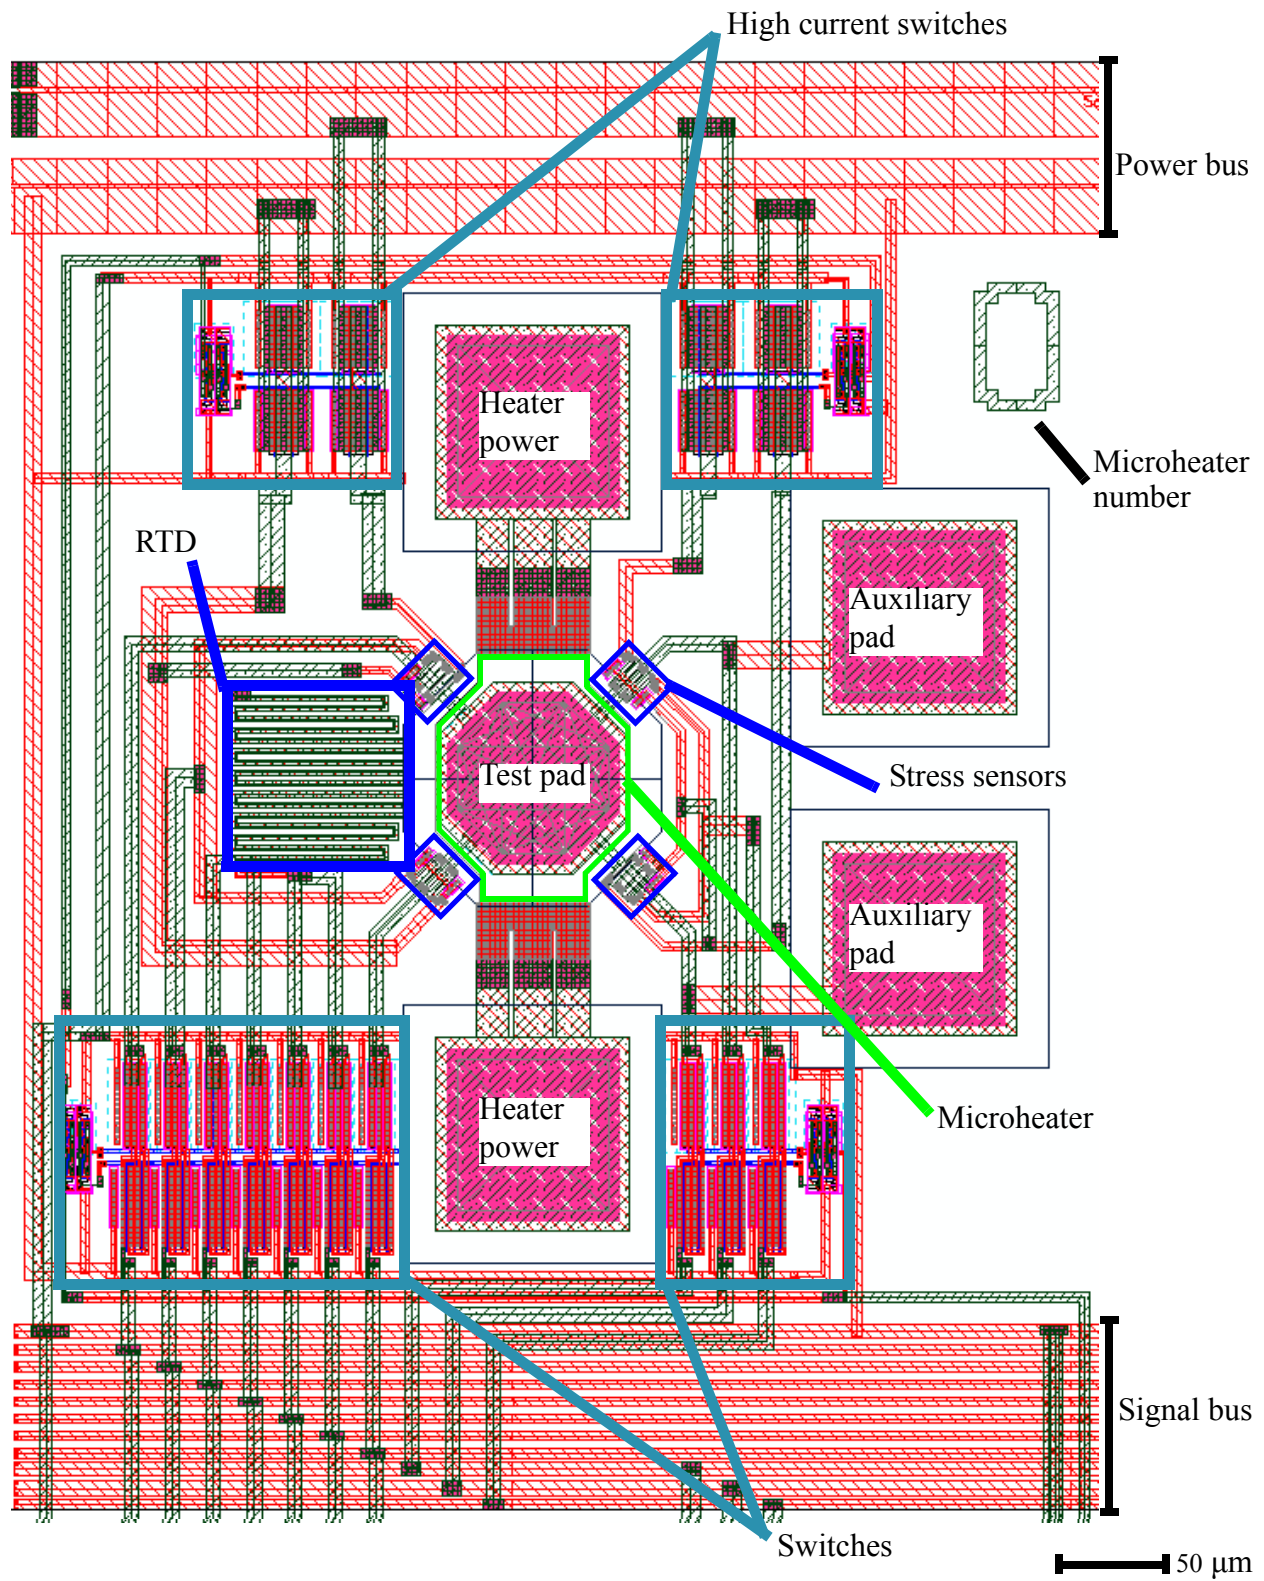 High current switches
Power bus
Heater
power
Microheater
number
RTD
Auxiliary
pad
Test pad
Stress sensors
Auxiliary
pad
Heater
power
Microheater
Signal bus
Switches
50 μm